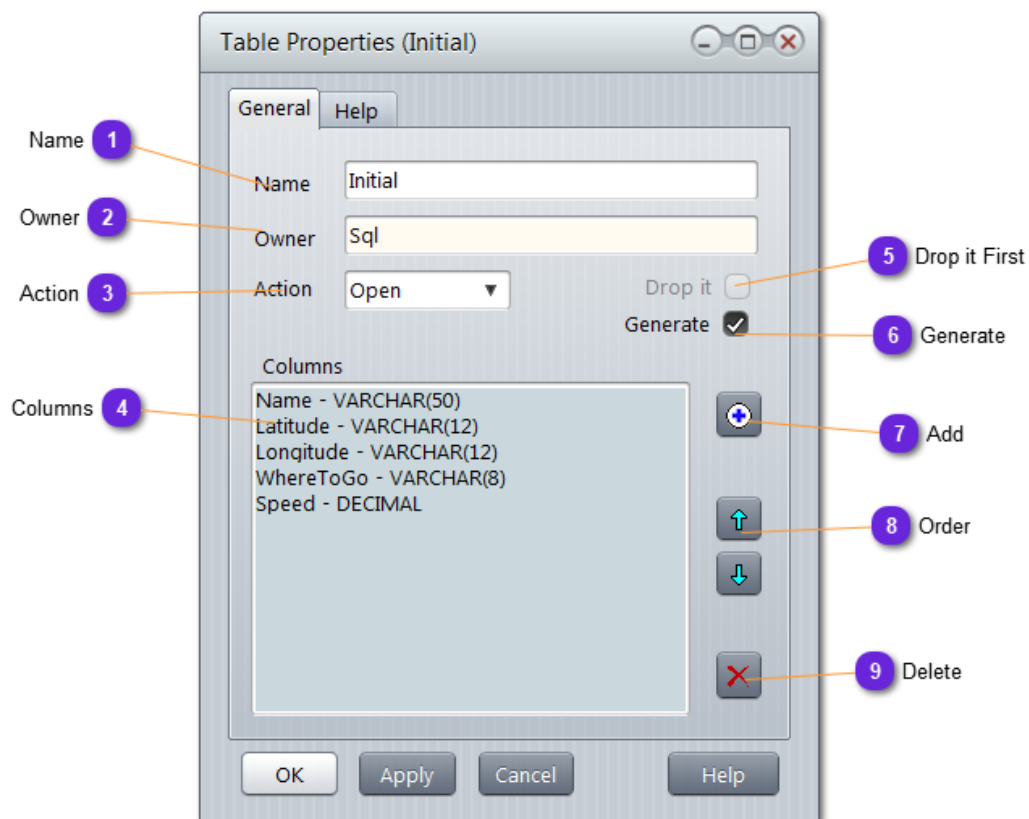 Table Properties (Initial)
General Help
Name 1
Name Initial
Owner 2
Owner Sql
Action 3
Action Open
Drop it
5 Drop it First
Generate
6 Generate
Columns
Columns 4
Name - VARCHAR(50)
Latitude - VARCHAR(12)
Longitude - VARCHAR(12)
WhereToGo - VARCHAR(8)
Speed - DECIMAL
7 Add
8 Order
9 Delete
OK Apply Cancel Help